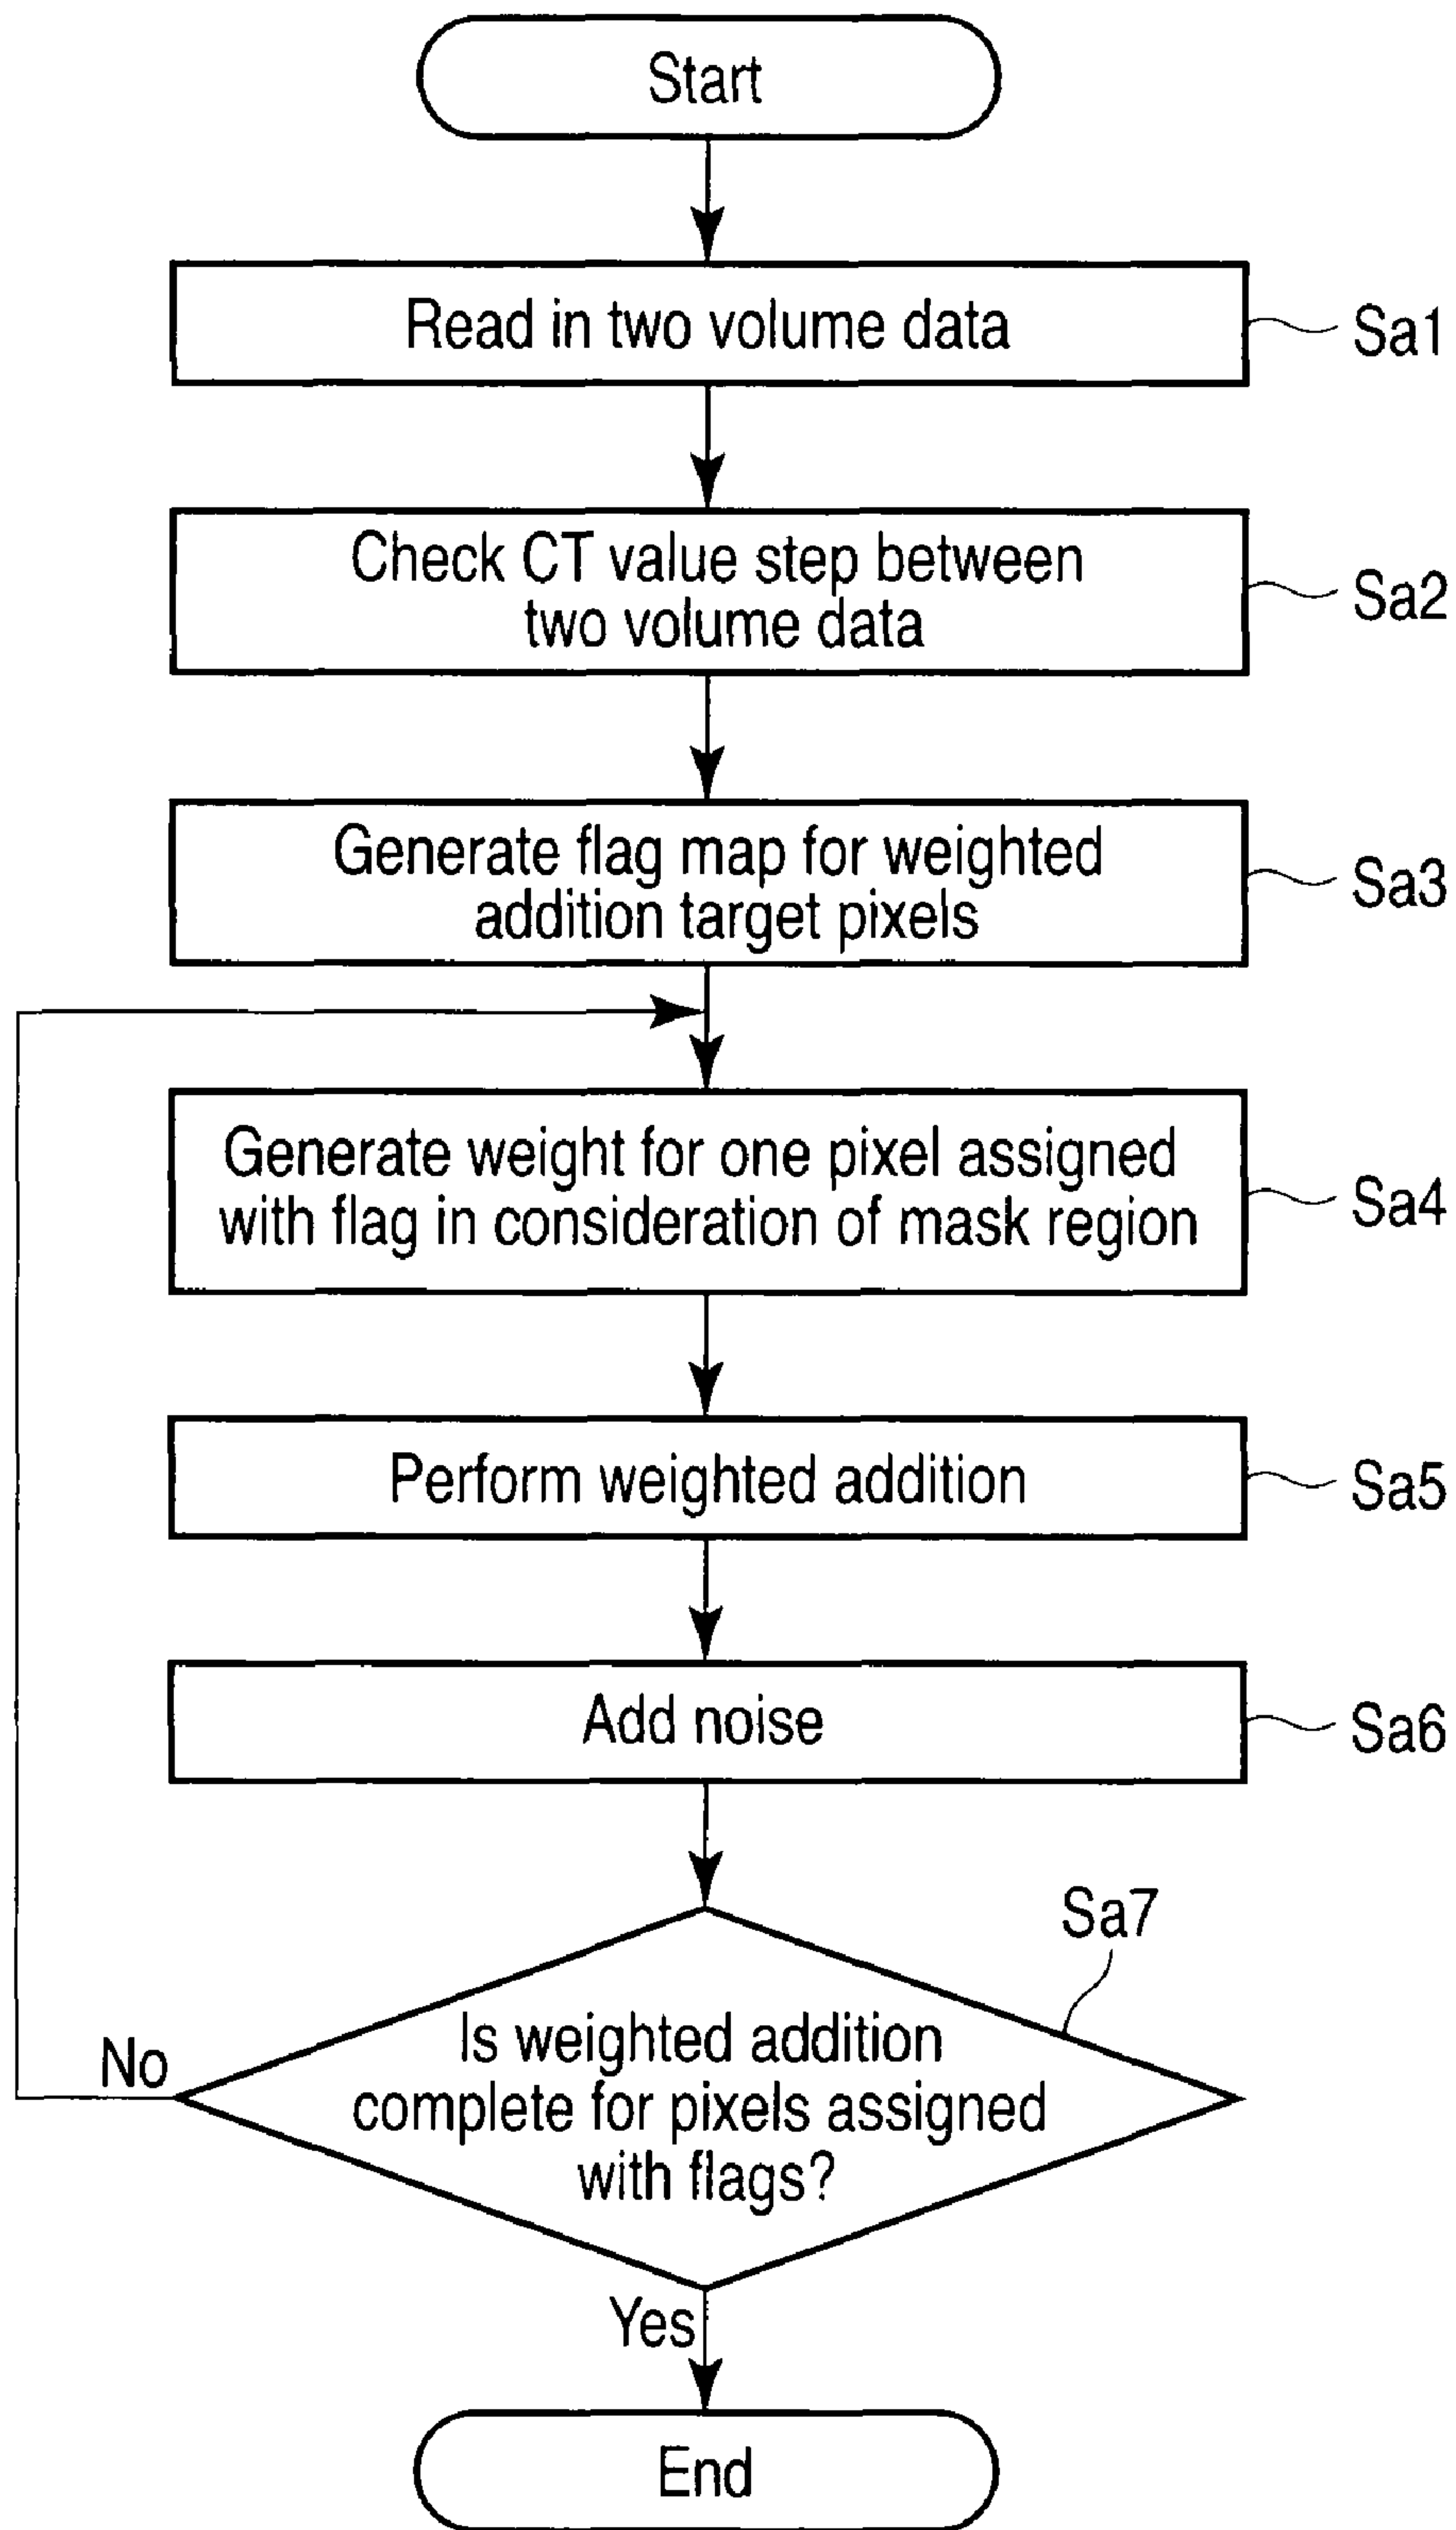 Start
Read in two volume data
Sa1
Check CT value step between
two volume data
Sa2
Generate flag map for weighted
addition target pixels
Sa3
Generate weight for one pixel assigned
with flag in consideration of mask region
Sa4
Perform weighted addition
Sa5
Add noise
Sa6
Sa7
Is weighted addition
complete for pixels assigned
with flags?
No
Yes
End